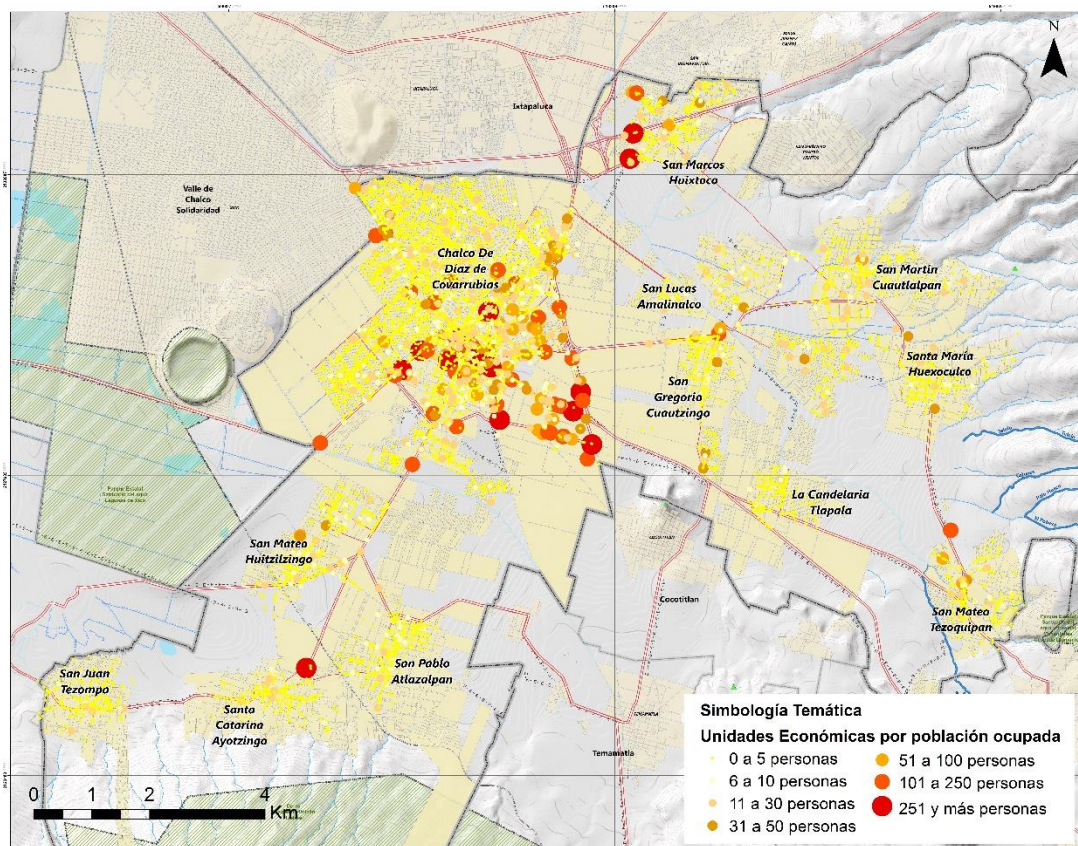 N
Ixtapaluca
San Marcos
Huixtoco
Valle de
Chalco
Solidaridad
Chalco De
Díaz de
Covarrubias
San Lucas
Amalinalco
San Martín
Cuautlalpan
Santa María
Huexoculco
San
Gregorio
Cuautzingo
La Candelaria
Tlapala
San Mateo
Huitzilzingo
Cocotitlan
San Mateo
Tezoquipan
San Pablo
Atlazalpan
San Juan
Tezompo
Santa
Catarina
Ayotzingo
Temamatla
0 1 2 4
Km
Simbología Temática
Unidades Económicas por población ocupada
0 a 5 personas
6 a 10 personas
11 a 30 personas
31 a 50 personas
51 a 100 personas
101 a 250 personas
251 y más personas